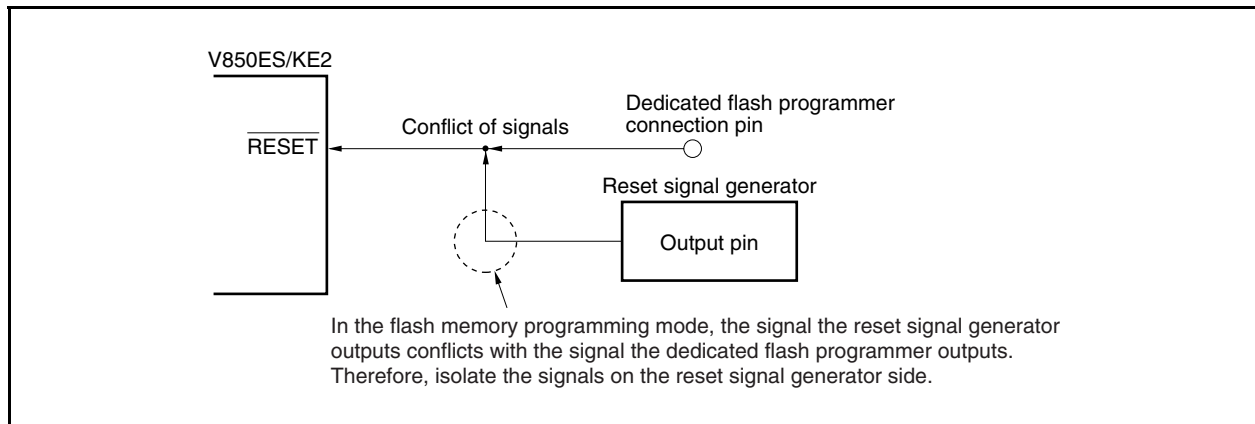 V850ES/KE2
Dedicated flash programmer
connection pin
Conflict of signals
RESET
Reset signal generator
Output pin
In the flash memory programming mode, the signal the reset signal generator
outputs conflicts with the signal the dedicated flash programmer outputs.
Therefore, isolate the signals on the reset signal generator side.